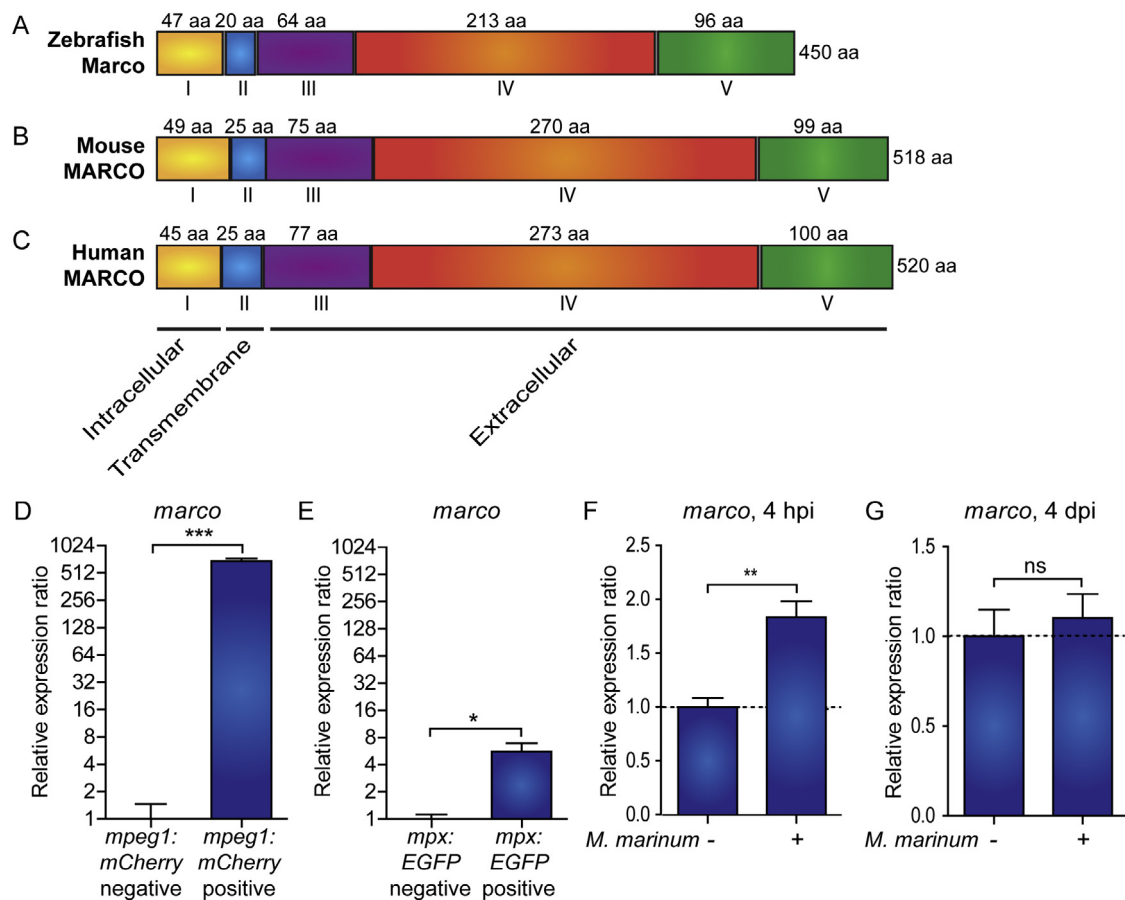 A
Zebrafish
Marco
47 aa 20 aa 64 aa 213 aa 96 aa
450 aa
I II III IV V
B
Mouse
MARCO
49 aa 25 aa 75 aa 270 aa 99 aa
518 aa
I II III IV V
C
Human
MARCO
45 aa 25 aa 77 aa 273 aa 100 aa
520 aa
I II III IV V
Intracellular
Transmembrane
Extracellular
D
marco
***
Relative expression ratio
1024
512
256
128
64
32
16
8
4
2
1
mpeg1: mpeg1:
mCherry mCherry
negative positive
E
marco
*
Relative expression ratio
1024
512
256
128
64
32
16
8
4
2
1
mpx: mpx:
EGFP EGFP
negative positive
F
marco, 4 hpi
**
Relative expression ratio
2.5
2.0
1.5
1.0
0.5
0.0
M. marinum - +
G
marco, 4 dpi
ns
Relative expression ratio
1.5
1.0
0.5
0.0
M. marinum - +